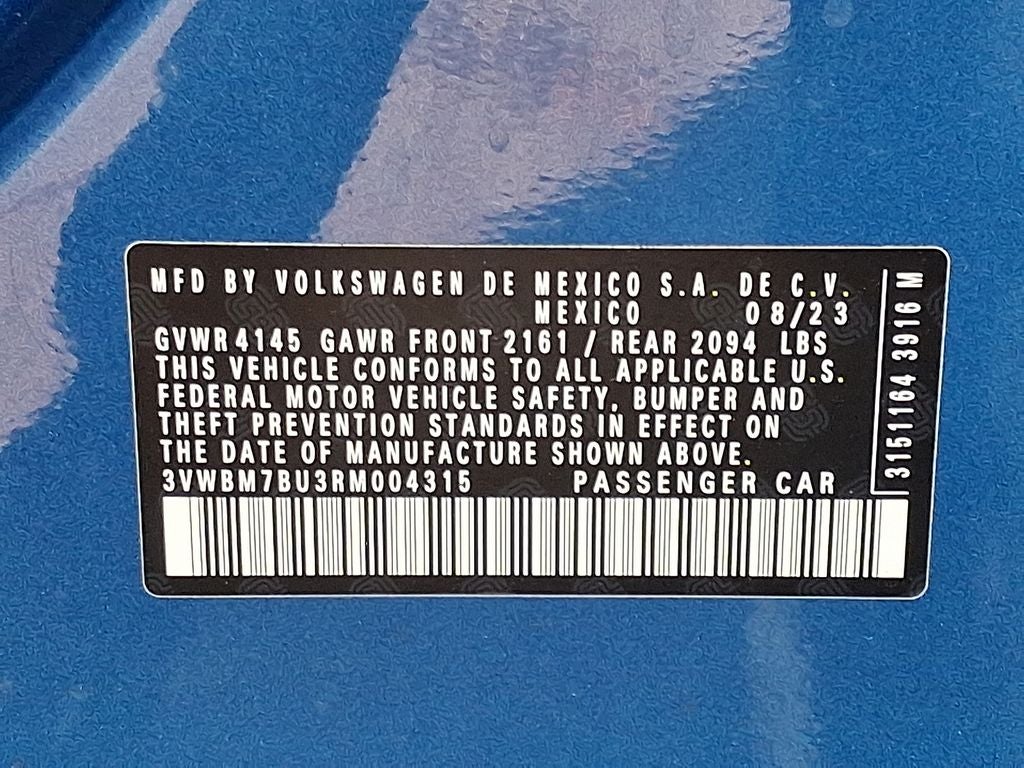 MFD BY VOLKSWAGEN DE MEXICO S.A. DE C.V.
MEXICO 08/23
GVWR 4145 GAWR FRONT 2161 / REAR 2094 LBS
THIS VEHICLE CONFORMS TO ALL APPLICABLE U.S.
FEDERAL MOTOR VEHICLE SAFETY, BUMPER AND
THEFT PREVENTION STANDARDS IN EFFECT ON
THE DATE OF MANUFACTURE SHOWN ABOVE.
3VWBM7BU3RM004315 PASSENGER CAR
3151164 3916 M